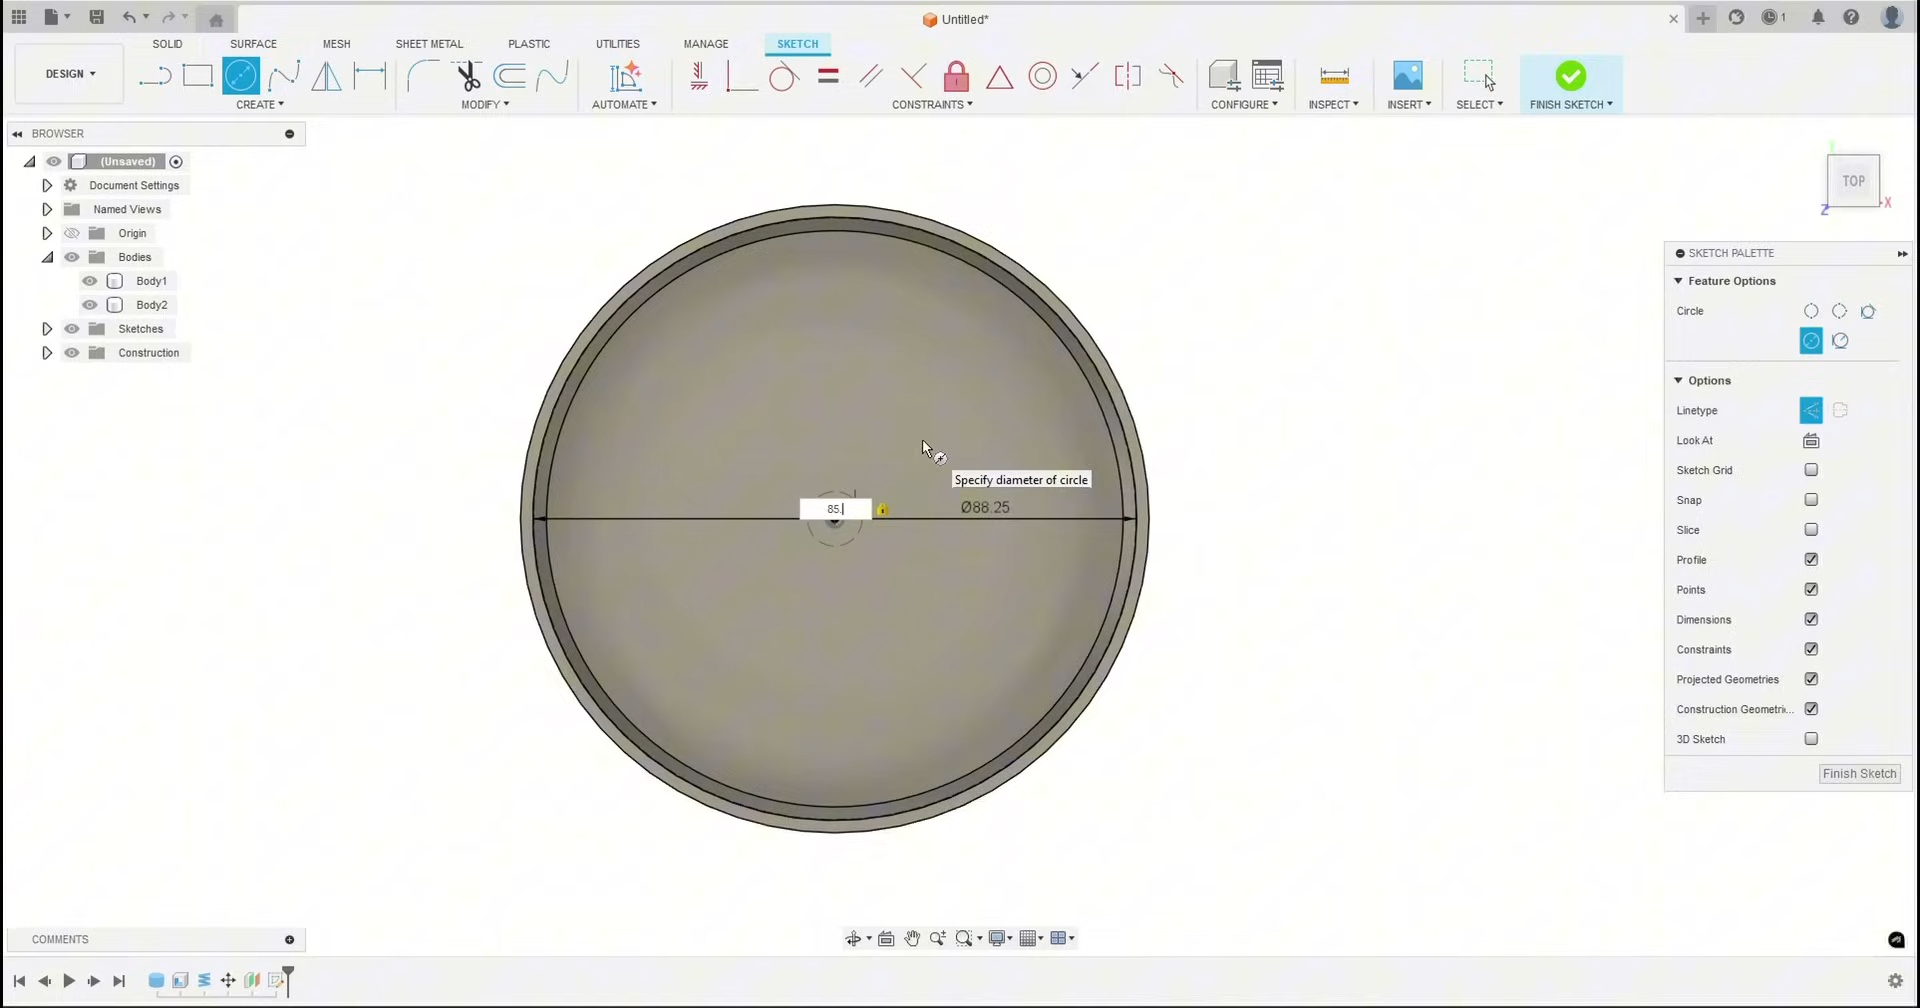 Untitled*
1
DESIGN
SOLID
SURFACE
MESH
SHEET METAL
PLASTIC
UTILITIES
MANAGE
SKETCH
CREATE
MODIFY
AUTOMATE
CONSTRAINTS
CONFIGURE
INSPECT
INSERT
SELECT
FINISH SKETCH
BROWSER
(Unsaved)
Document Settings
Named Views
Origin
Bodies
Body1
Body2
Sketches
Construction
TOP
X
Z
SKETCH PALETTE
Feature Options
Circle
Options
Linetype
Look At
Sketch Grid
Snap
Slice
Profile
Points
Dimensions
Constraints
Projected Geometries
Construction Geometri...
3D Sketch
Finish Sketch
Specify diameter of circle
85.
Ø88.25
COMMENTS